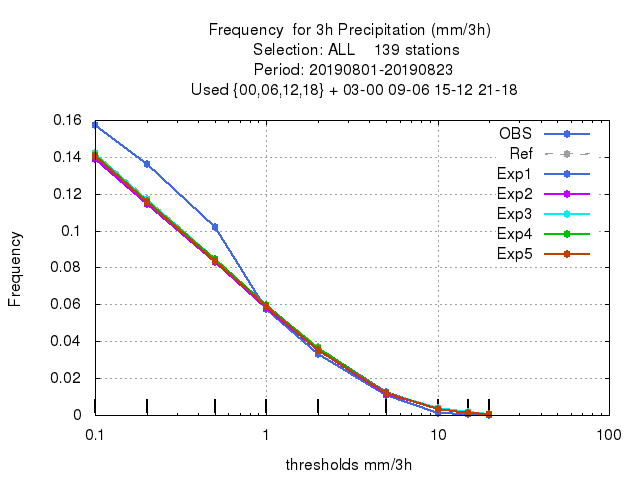 Frequency for 3h Precipitation (mm/3h)
Selection: ALL 139 stations
Period: 20190801-20190823
Used {00,06,12,18} + 03-00 09-06 15-12 21-18
0.16
0.14
0.12
0.1
0.08
0.06
0.04
0.02
0
Frequency
OBS
Ref
Exp1
Exp2
Exp3
Exp4
Exp5
0.1 1 10 100
thresholds mm/3h